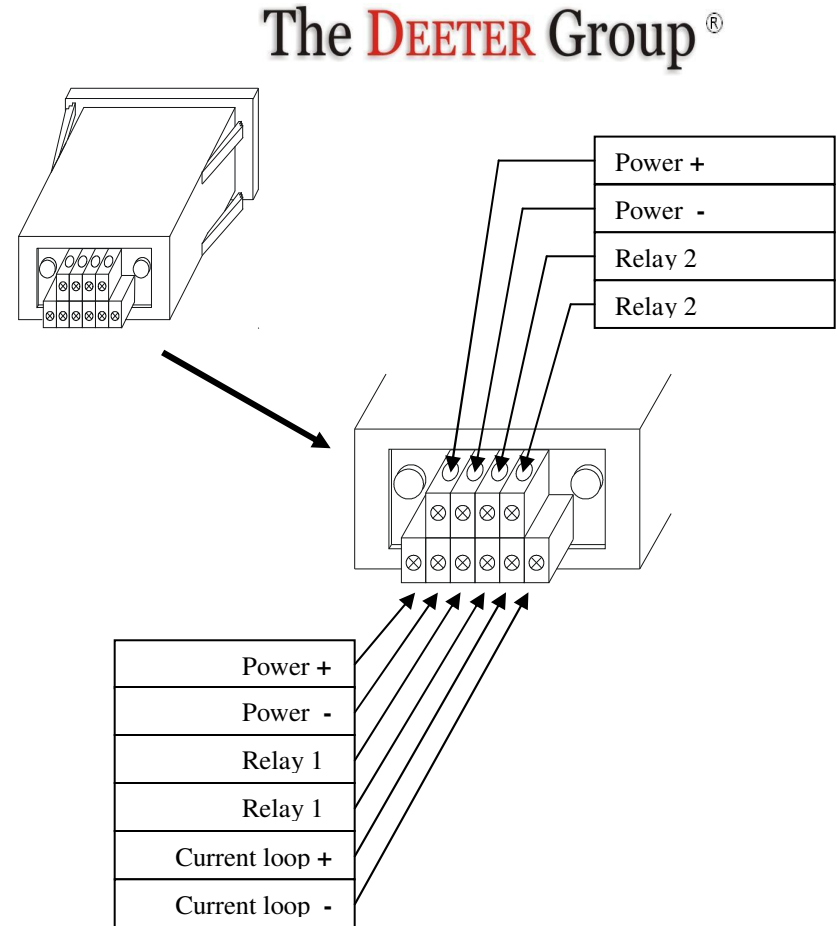 The DEETER Group ®
Power +
Power -
Relay 2
Relay 2
Power +
Power -
Relay 1
Relay 1
Current loop +
Current loop -